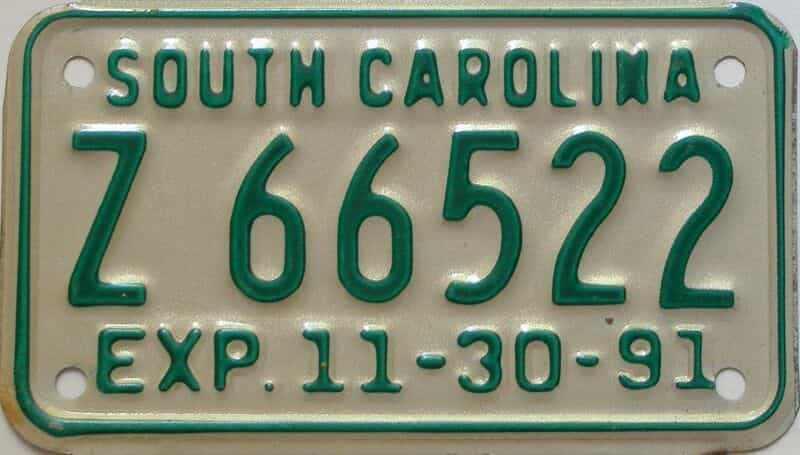 SOUTH CAROLINA
Z 66522
EXP. 11-30-91